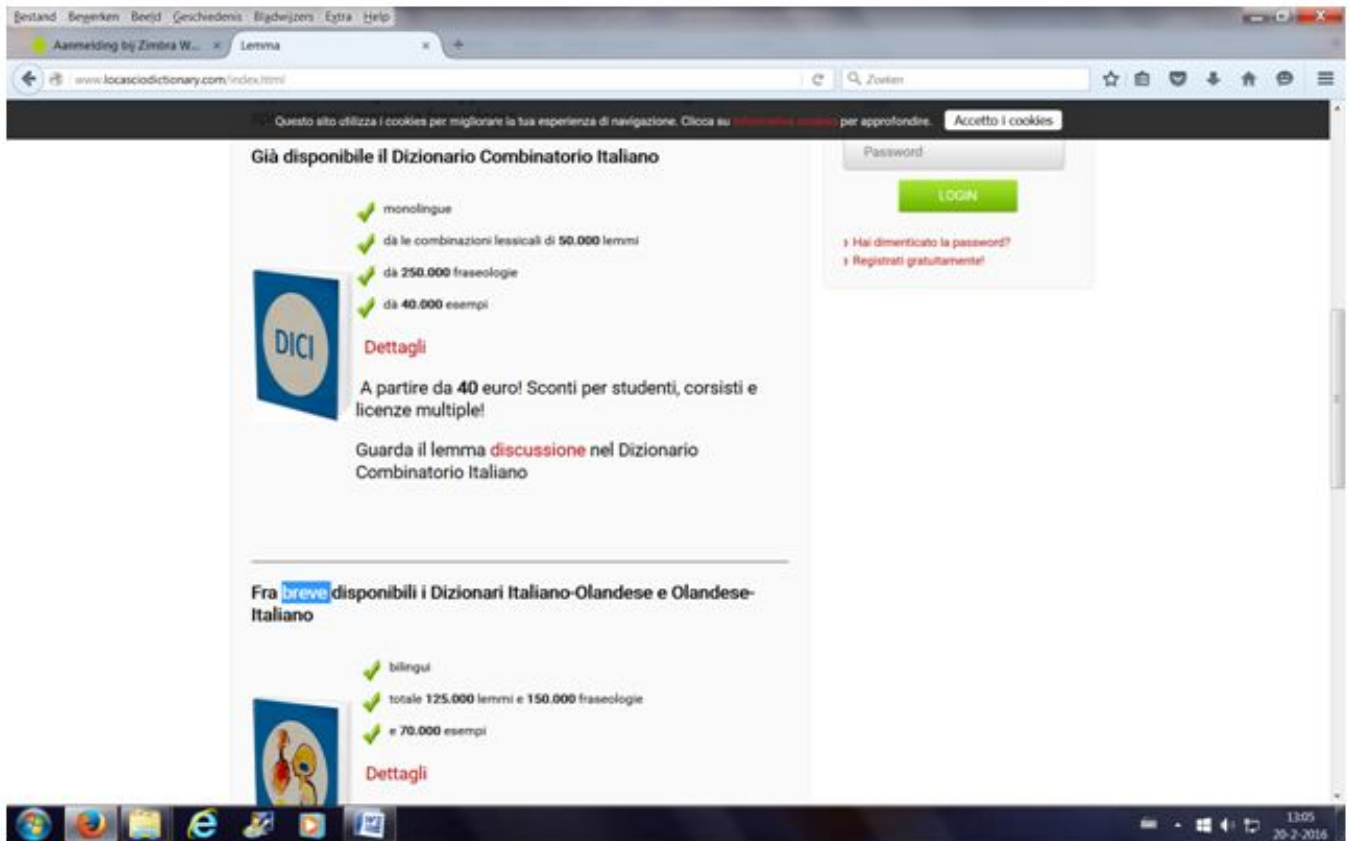 Bestand Bewerken Beeld Geschiedenis Bladwijzers Extra Help
Aanmelding bij Zimbra W... × Lemma × +
www.locasciodictionary.com/index.html Zoeken
Questo sito utilizza i cookies per migliorare la tua esperienza di navigazione. Clicca su per approfondire. Accetto i cookies
Già disponibile il Dizionario Combinatorio Italiano
monolingue
dà le combinazioni lessicali di 50.000 lemmi
dà 250.000 fraseologie
dà 40.000 esempi
DICI
Dettagli
A partire da 40 euro! Sconti per studenti, corsisti e
licenze multiple!
Guarda il lemma discussione nel Dizionario
Combinatorio Italiano
Password
LOGIN
Hai dimenticato la password?
Registrati gratuitamente!
Fra breve disponibili i Dizionari Italiano-Olandese e Olandese-
Italiano
bilingui
totale 125.000 lemmi e 150.000 fraseologie
e 70.000 esempi
Dettagli
13:05
20-2-2016